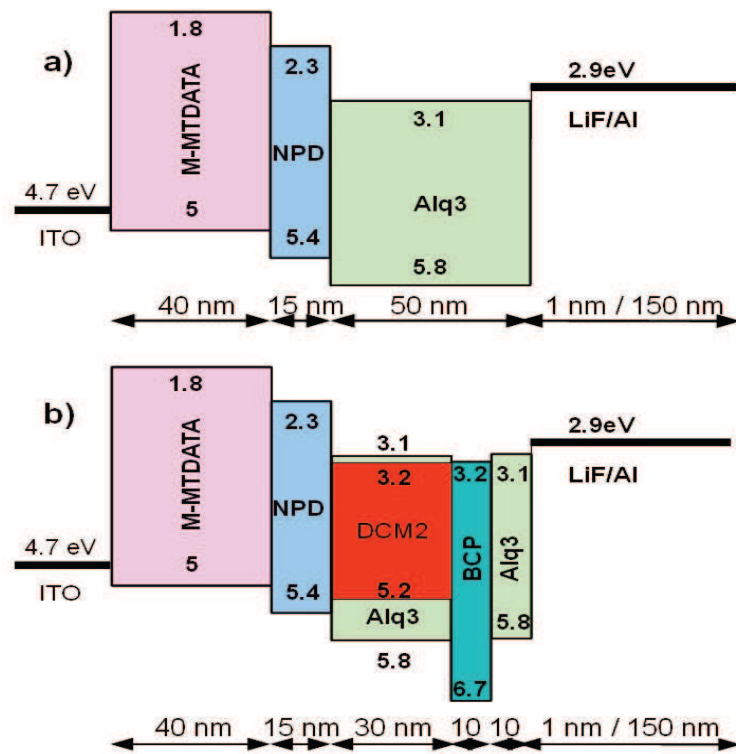 a)
1.8
M-MTDATA
5
2.3
NPD
5.4
3.1
Alq3
5.8
2.9eV
LiF/Al
4.7 eV
ITO
40 nm
15 nm
50 nm
1 nm / 150 nm
b)
1.8
M-MTDATA
5
2.3
NPD
5.4
3.1
3.2
DCM2
5.2
Alq3
5.8
3.2
BCP
6.7
3.1
Alq3
5.8
2.9eV
LiF/Al
4.7 eV
ITO
40 nm
15 nm
30 nm
10
10
1 nm / 150 nm